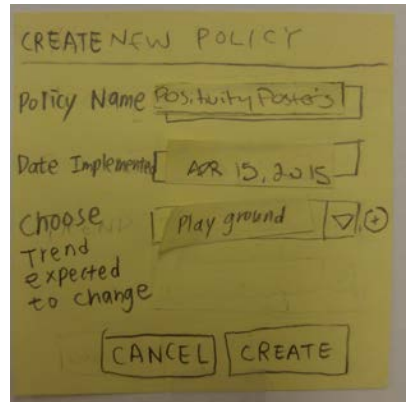 CREATE NEW POLICY
Policy Name Positivity Posters
Date Implemented APR 15, 2015
Choose Playground
Trend
expected
to change
CANCEL CREATE